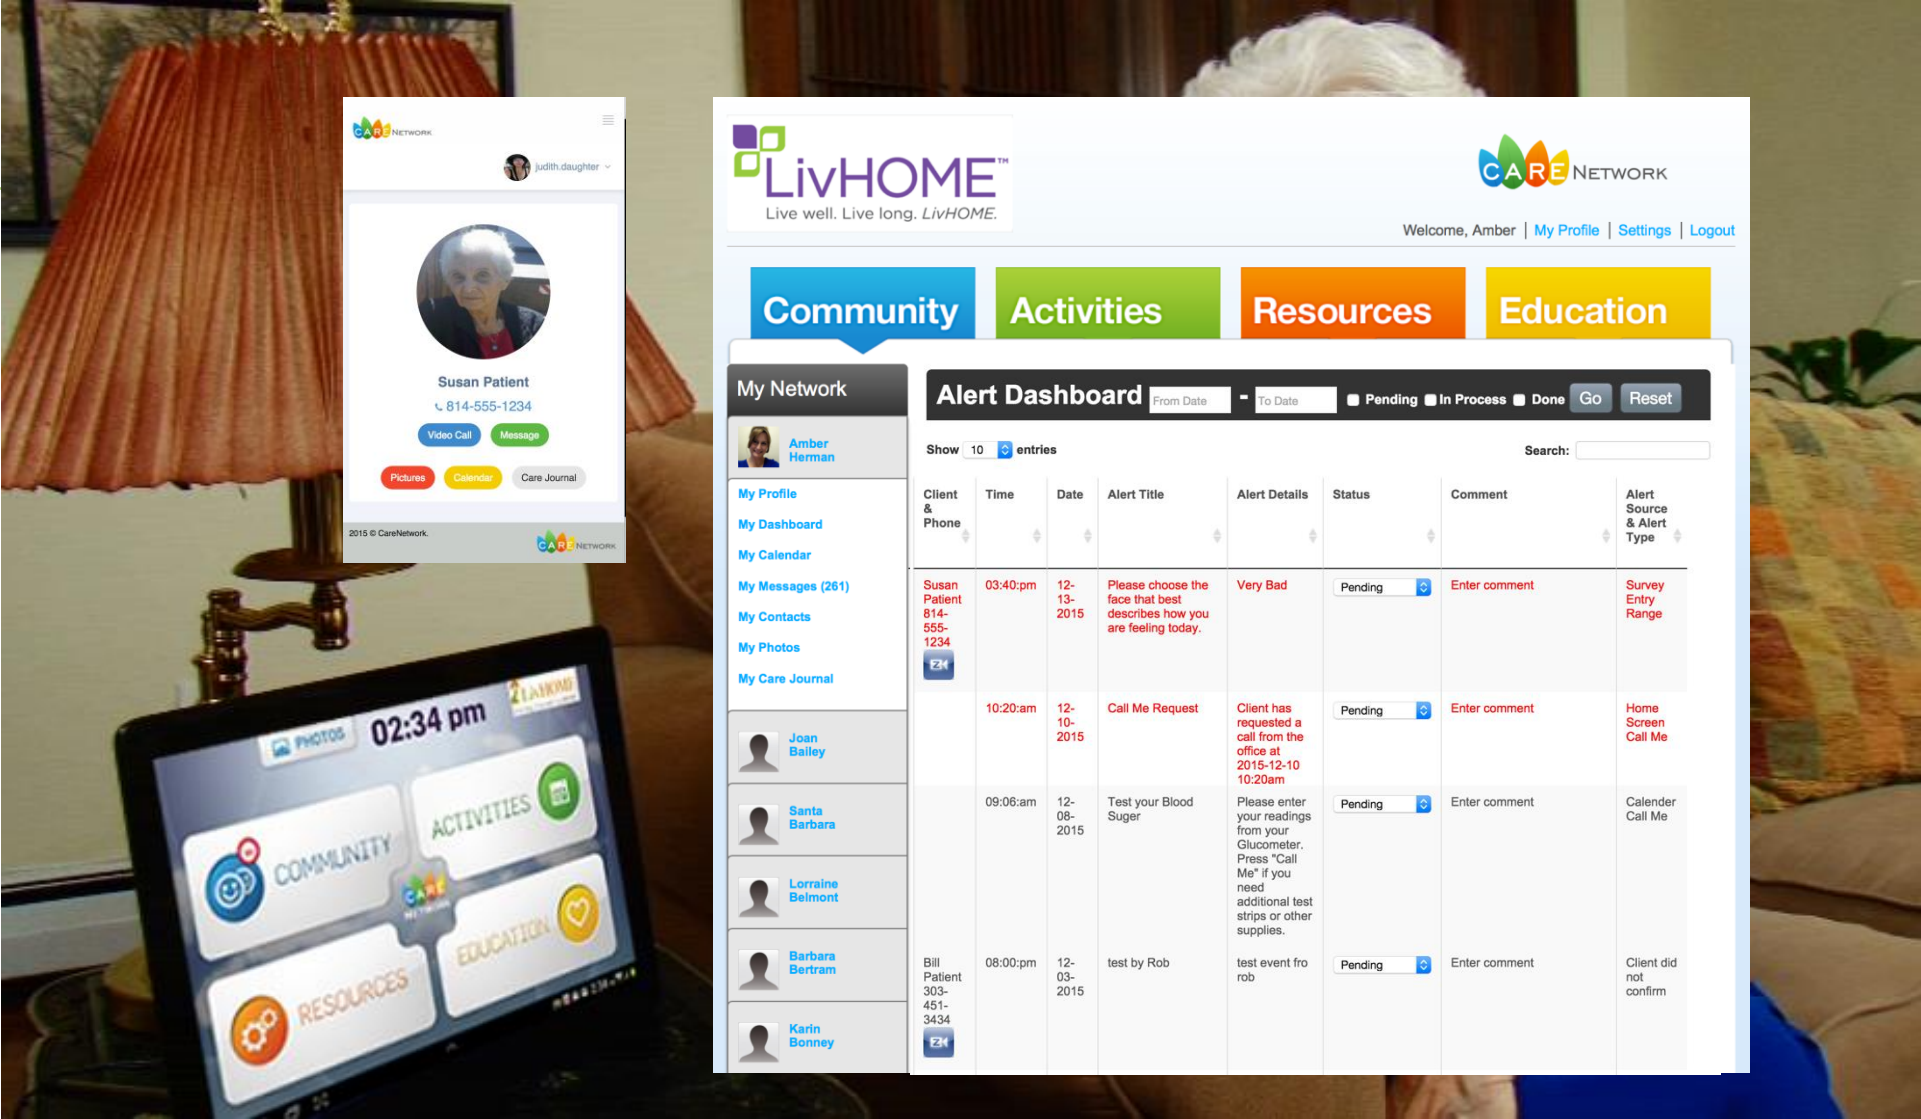 CARE NETWORK
judith.daughter
Susan Patient
814-555-1234
Video Call Message
Pictures Calendar Care Journal
2015 © CareNetwork.
CARE NETWORK
LivHOME™
Live well. Live long. LivHOME.
CARE NETWORK
Welcome, Amber | My Profile | Settings | Logout
Community Activities Resources Education
My Network
Amber
Herman
My Profile
My Dashboard
My Calendar
My Messages (261)
My Contacts
My Photos
My Care Journal
Joan
Bailey
Santa
Barbara
Lorraine
Belmont
Barbara
Bertram
Karin
Bonney
Alert Dashboard From Date - To Date Pending In Process Done Go Reset
Show 10 entries Search:
Client
&
Phone
Time
Date
Alert Title
Alert Details
Status
Comment
Alert
Source
& Alert
Type
Susan
Patient
814-
555-
1234
03:40:pm
12-
13-
2015
Please choose the
face that best
describes how you
are feeling today.
Very Bad
Pending
Enter comment
Survey
Entry
Range
10:20:am
12-
10-
2015
Call Me Request
Client has
requested a
call from the
office at
2015-12-10
10:20am
Pending
Enter comment
Home
Screen
Call Me
09:06:am
12-
08-
2015
Test your Blood
Suger
Please enter
your readings
from your
Glucometer.
Press "Call
Me" if you
need
additional test
strips or other
supplies.
Pending
Enter comment
Calender
Call Me
Bill
Patient
303-
451-
3434
08:00:pm
12-
03-
2015
test by Rob
test event fro
rob
Pending
Enter comment
Client did
not
confirm
PHOTOS 02:34 pm LIVHOME
COMMUNITY ACTIVITIES
CARE
NETWORK
RESOURCES EDUCATION